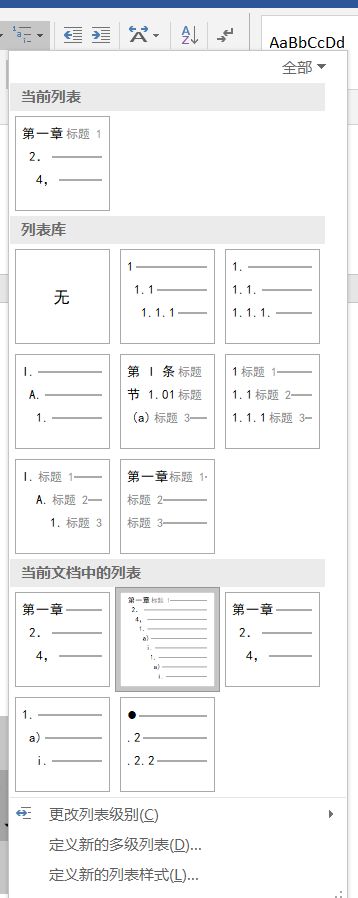 AaBbCcDd
全部
当前列表
第一章 标题 1
2.
4,
列表库
无
1
1.1
1.1.1
1.
1.1.
1.1.1.
I.
A.
1.
第 I 条 标题
节 1.01 标题
(a) 标题 3
1 标题 1
1.1 标题 2
1.1.1 标题 3
I. 标题 1
A. 标题 2
1. 标题 3
第一章 标题 1
标题 2
标题 3
当前文档中的列表
第一章
2.
4,
第一章 标题 1
2.
4,
1.
a)
i.
1.
a)
i.
第一章
2.
4,
1.
a)
i.
.2
.2.2
更改列表级别(C)
定义新的多级列表(D)...
定义新的列表样式(L)...